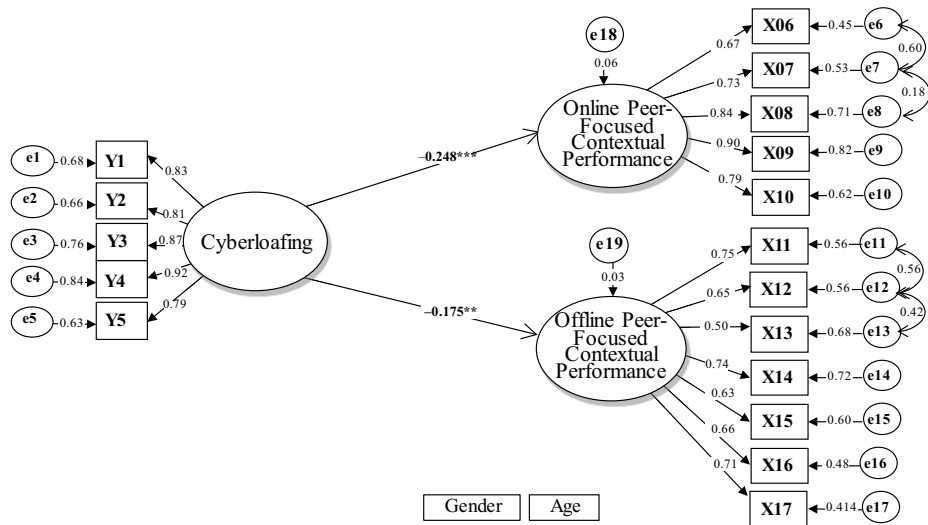 e18
0.06
Online Peer-
Focused
Contextual
Performance
0.67
0.73
0.84
0.90
0.79
X06
0.45
e6
0.60
X07
0.53
e7
0.18
X08
0.71
e8
X09
0.82
e9
X10
0.62
e10
e1
0.68
Y1
0.83
e2
0.66
Y2
0.81
e3
0.76
Y3
0.87
e4
0.84
Y4
0.92
e5
0.63
Y5
0.79
Cyberloafing
–0.248***
–0.175**
e19
0.03
Offline Peer-
Focused
Contextual
Performance
0.75
0.65
0.50
0.74
0.63
0.66
0.71
X11
0.56
e11
0.56
X12
0.56
e12
0.42
X13
0.68
e13
X14
0.72
e14
X15
0.60
e15
X16
0.48
e16
X17
0.414
e17
Gender
Age